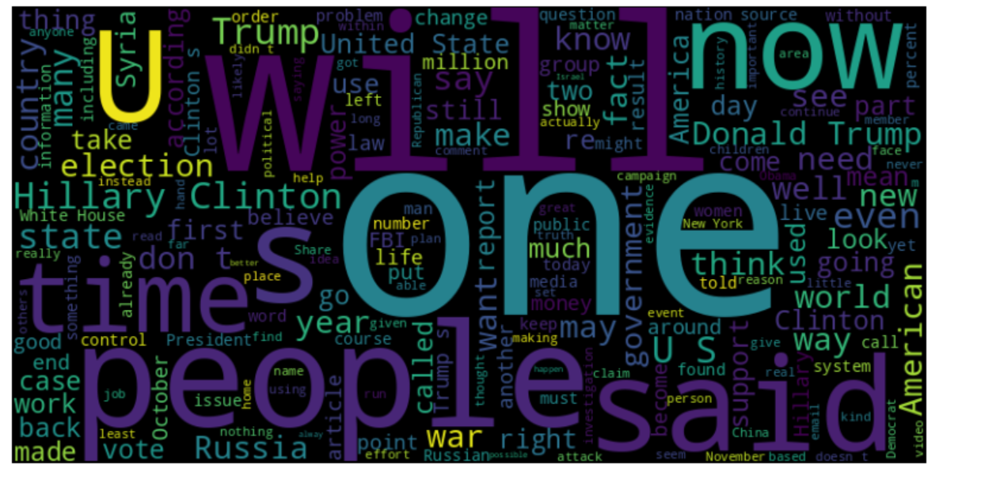 thing
order
problem
change
question
nation
source
without
anyone
Trump
within
matter
United State
know
Syria
according
didn t
million
got
group
Israel
America
history
area
important
percent
country
many
including
information
U
Clinton s
likely
saying
will
use
say
two
fact
result
now
left
Republican
still
show
day
see
part
continue
came
lot
political
power
long
actually
member
take
law
make
re
might
Donald Trump
comment
children
face
election
come
need
never
instead
help
campaign
Obama
mean
m
Hillary Clinton
hand
one
report
government
evidence
well
new
White House
believe
man
great
women
live
even
state
read
first
number
public
New York
far
FBI
plan
truth
used
look
yet
really
something
already
don t
better
s
Share
idea
life
much
think
going
put
today
place
able
media
told
reason
little
time
go
set
world
others
word
want
money
event
Clinton
American
year
given
keep
may
around
good
control
President
find
course
called
Trump s
another
making
U S
support
give
way
call
end
people
name
thought
happen
claim
found
real
Hillary
system
case
October
job
issue
home
using
article
run
must
investigation
become
person
said
kind
work
email
back
least
nothing
alway
point
war
right
China
Democrat
video
made
vote
Russia
effort
Russian
possible
attack
seem
November
based
doesn t